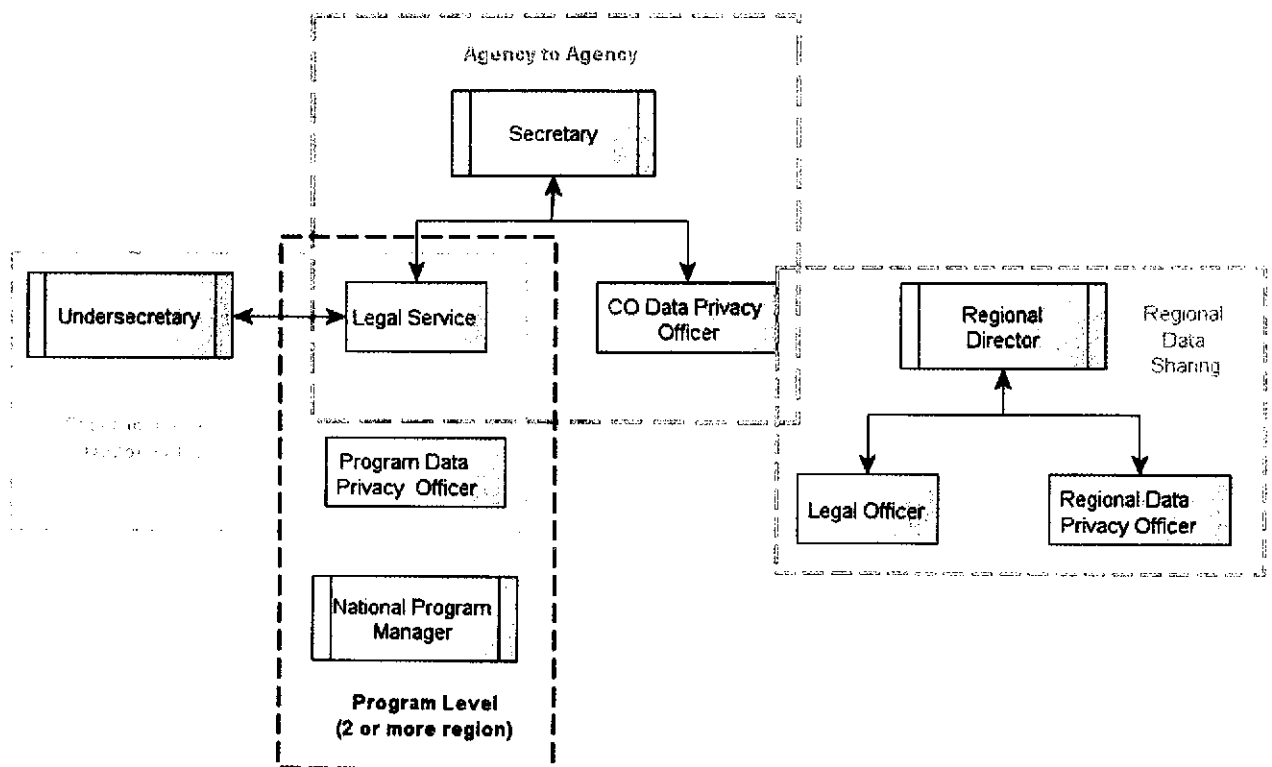 Agency to Agency
Secretary
Undersecretary
Legal Service
CO Data Privacy
Officer
Regional
Director
Regional
Data
Sharing
Program Data
Privacy Officer
Legal Officer
Regional Data
Privacy Officer
National Program
Manager
Program Level
(2 or more region)